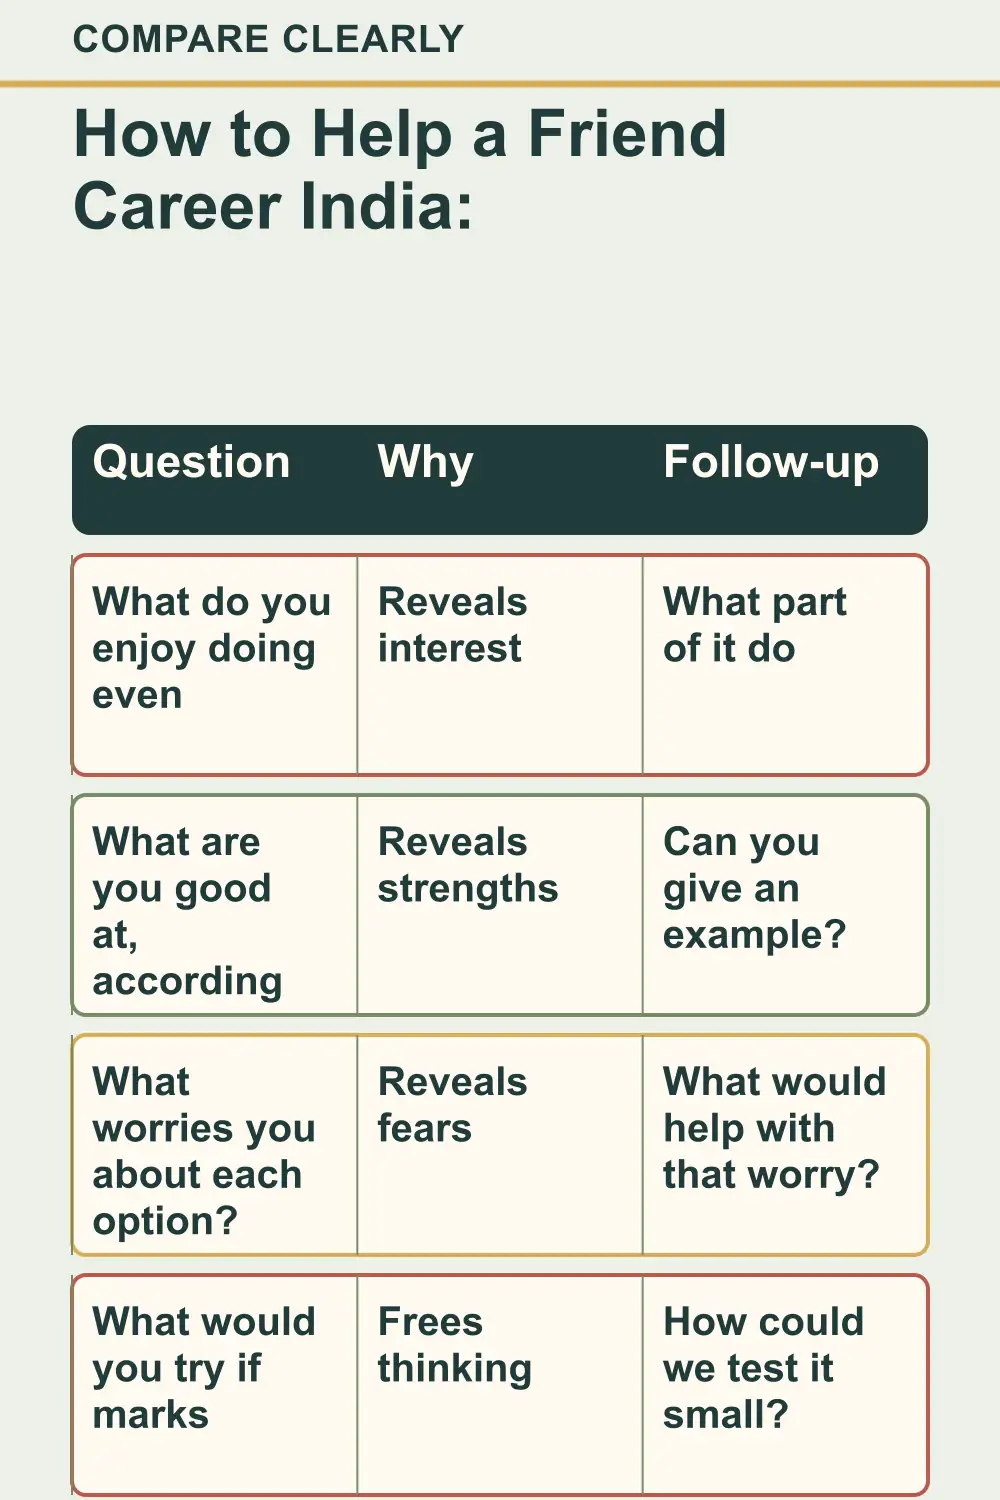 COMPARE CLEARLY
How to Help a Friend
Career India:
Question Why Follow-up
What do you
enjoy doing
even
Reveals
interest
What part
of it do
What are
you good
at,
according
Reveals
strengths
Can you
give an
example?
What
worries you
about each
option?
Reveals
fears
What would
help with
that worry?
What would
you try if
marks
Frees
thinking
How could
we test it
small?